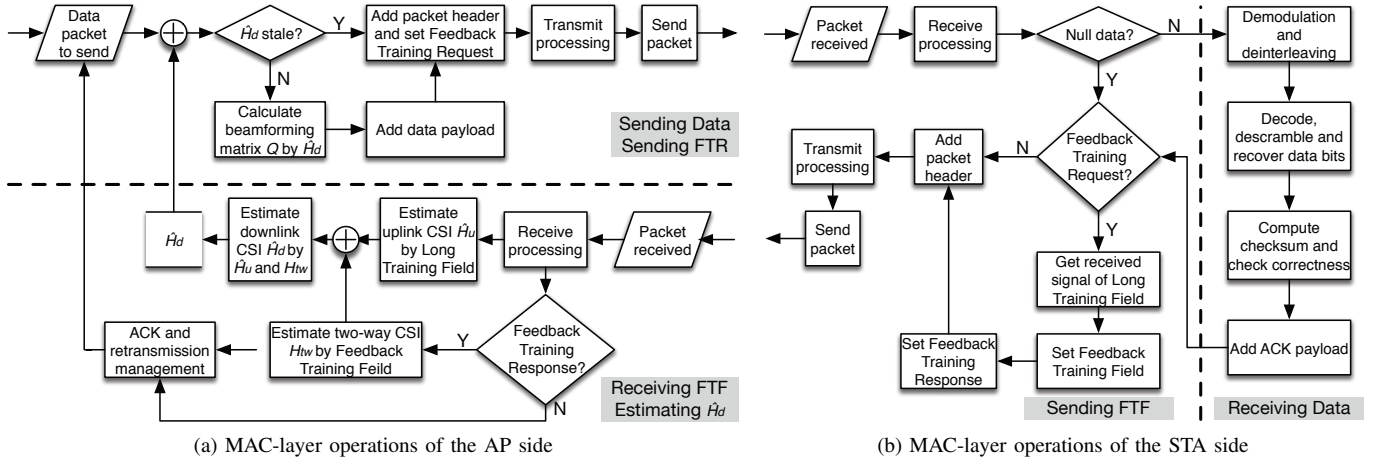 Data
packet
to send
Ĥd stale?
Y
N
Add packet header
and set Feedback
Training Request
Transmit
processing
Send
packet
Calculate
beamforming
matrix Q by Ĥd
Add data payload
Sending Data
Sending FTR
Ĥd
Estimate
downlink
CSI Ĥd by
Ĥu and Htw
Estimate
uplink CSI Ĥu
by Long
Training Field
Receive
processing
Packet
received
ACK and
retransmission
management
Estimate two-way CSI
Htw by Feedback
Training Feild
Y
Feedback
Training
Response?
N
Receiving FTF
Estimating Ĥd
(a) MAC-layer operations of the AP side
Packet
received
Receive
processing
Null data?
N
Y
Demodulation
and
deinterleaving
Transmit
processing
Add
packet
header
N
Feedback
Training
Request?
Y
Decode,
descramble and
recover data bits
Send
packet
Get received
signal of Long
Training Field
Compute
checksum and
check correctness
Set Feedback
Training
Response
Set Feedback
Training Field
Add ACK payload
Sending FTF
Receiving Data
(b) MAC-layer operations of the STA side